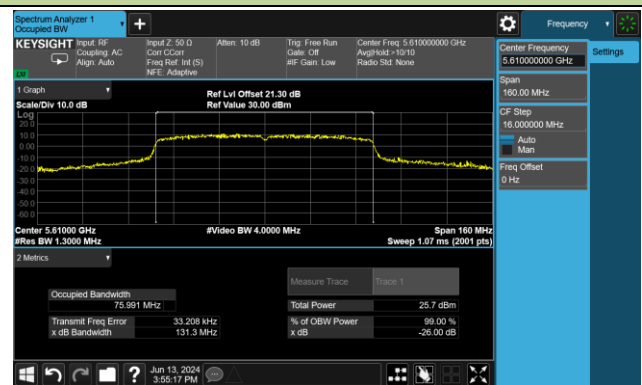 Spectrum Analyzer 1
Occupied BW
Frequency
KEYSIGHT
Input: RF
Coupling: AC
Align: Auto
Input Z: 50 Ω
Corr CCorr
Freq Ref: Int (S)
NFE: Adaptive
Atten: 10 dB
Trig: Free Run
Gate: Off
#IF Gain: Low
Center Freq: 5.610000000 GHz
Avg|Hold:>10/10
Radio Std: None
LXI
Center Frequency
5.610000000 GHz
Settings
Span
160.00 MHz
CF Step
16.000000 MHz
Auto
Man
Freq Offset
0 Hz
1 Graph
Scale/Div 10.0 dB
Ref Lvl Offset 21.30 dB
Ref Value 30.00 dBm
Log
20.0
10.0
0.00
-10.0
-20.0
-30.0
-40.0
-50.0
-60.0
Center 5.61000 GHz
#Res BW 1.3000 MHz
#Video BW 4.0000 MHz
Span 160 MHz
Sweep 1.07 ms (2001 pts)
2 Metrics
Measure Trace
Trace 1
Occupied Bandwidth
75.991 MHz
Total Power
25.7 dBm
Transmit Freq Error
33.208 kHz
% of OBW Power
99.00 %
x dB Bandwidth
131.3 MHz
x dB
-26.00 dB
Jun 13, 2024
3:55:17 PM